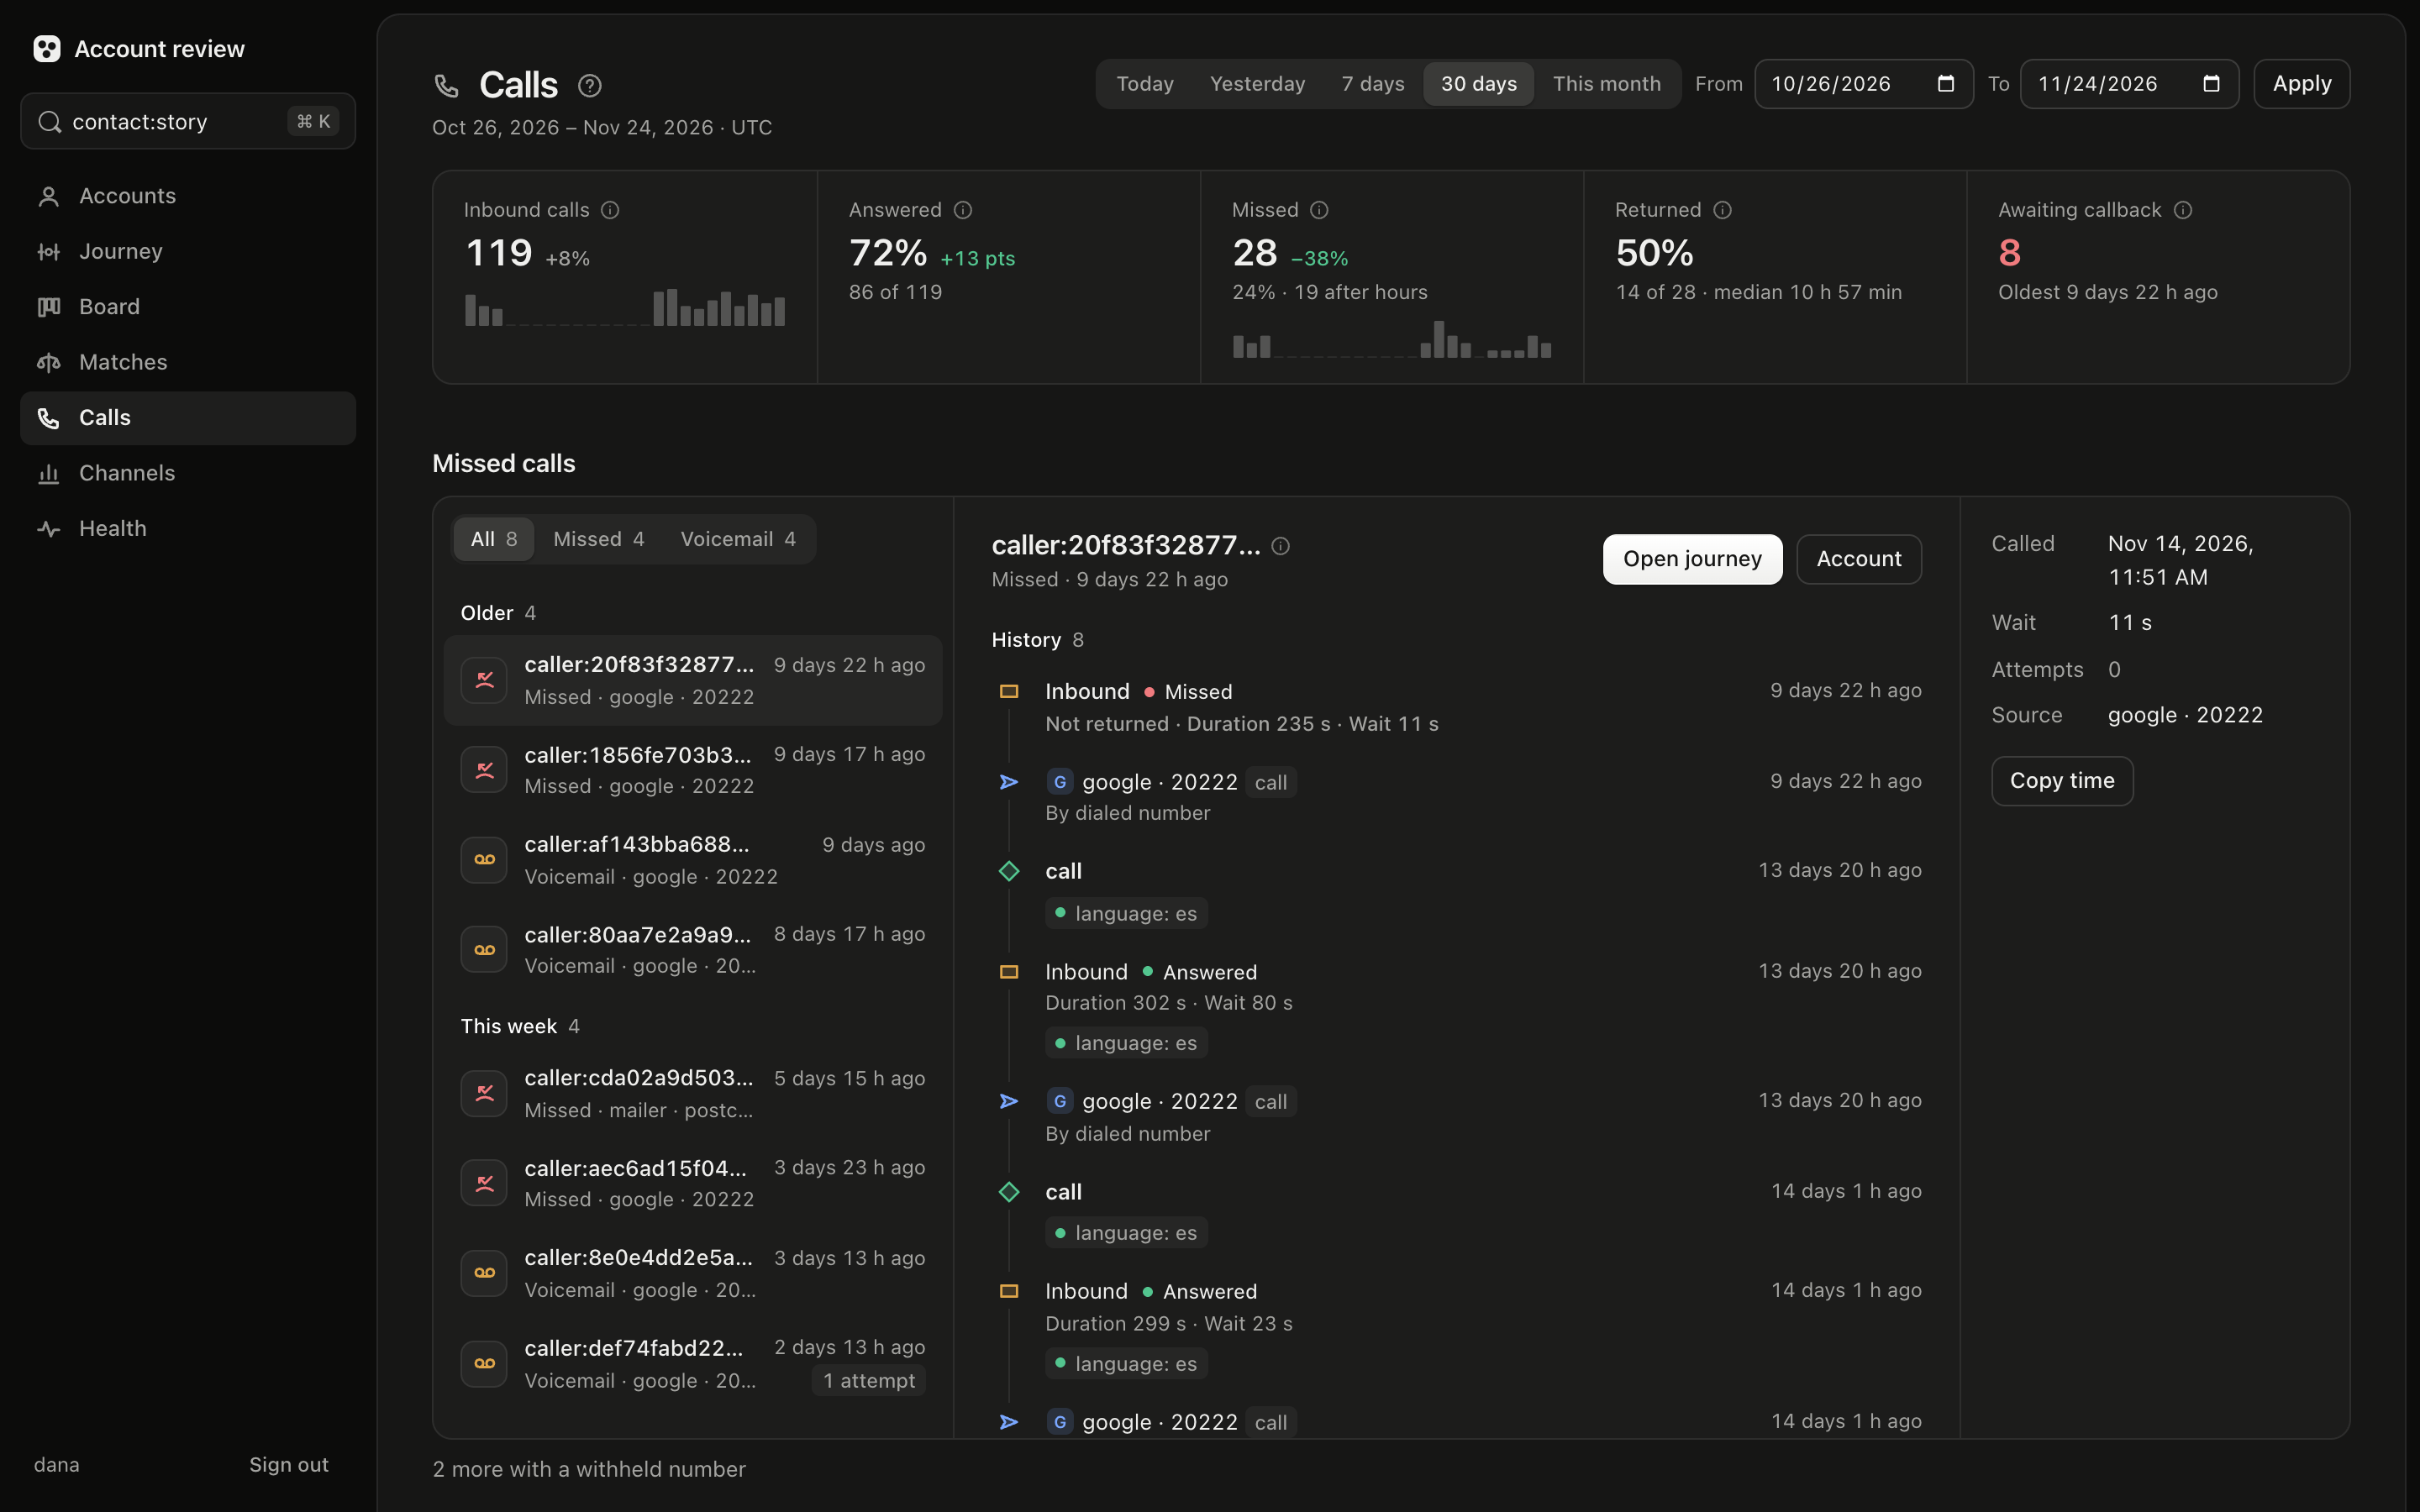 Account review
contact:story
⌘ K
Accounts
Journey
Board
Matches
Calls
Channels
Health
dana
Sign out
Calls
Oct 26, 2026 – Nov 24, 2026 · UTC
Today
Yesterday
7 days
30 days
This month
From
10/26/2026
To
11/24/2026
Apply
Inbound calls
119 +8%
Answered
72% +13 pts
86 of 119
Missed
28 −38%
24% · 19 after hours
Returned
50%
14 of 28 · median 10 h 57 min
Awaiting callback
8
Oldest 9 days 22 h ago
Missed calls
All 8
Missed 4
Voicemail 4
Older 4
caller:20f83f32877... 9 days 22 h ago
Missed · google · 20222
caller:1856fe703b3... 9 days 17 h ago
Missed · google · 20222
caller:af143bba688... 9 days ago
Voicemail · google · 20222
caller:80aa7e2a9a9... 8 days 17 h ago
Voicemail · google · 20...
This week 4
caller:cda02a9d503... 5 days 15 h ago
Missed · mailer · postc...
caller:aec6ad15f04... 3 days 23 h ago
Missed · google · 20222
caller:8e0e4dd2e5a... 3 days 13 h ago
Voicemail · google · 20...
caller:def74fabd22... 2 days 13 h ago
Voicemail · google · 20... 1 attempt
caller:20f83f32877...
Missed · 9 days 22 h ago
Open journey
Account
History 8
Inbound Missed 9 days 22 h ago
Not returned · Duration 235 s · Wait 11 s
G google · 20222 call 9 days 22 h ago
By dialed number
call 13 days 20 h ago
language: es
Inbound Answered 13 days 20 h ago
Duration 302 s · Wait 80 s
language: es
G google · 20222 call 13 days 20 h ago
By dialed number
call 14 days 1 h ago
language: es
Inbound Answered 14 days 1 h ago
Duration 299 s · Wait 23 s
language: es
G google · 20222 call 14 days 1 h ago
Called Nov 14, 2026,
11:51 AM
Wait 11 s
Attempts 0
Source google · 20222
Copy time
2 more with a withheld number